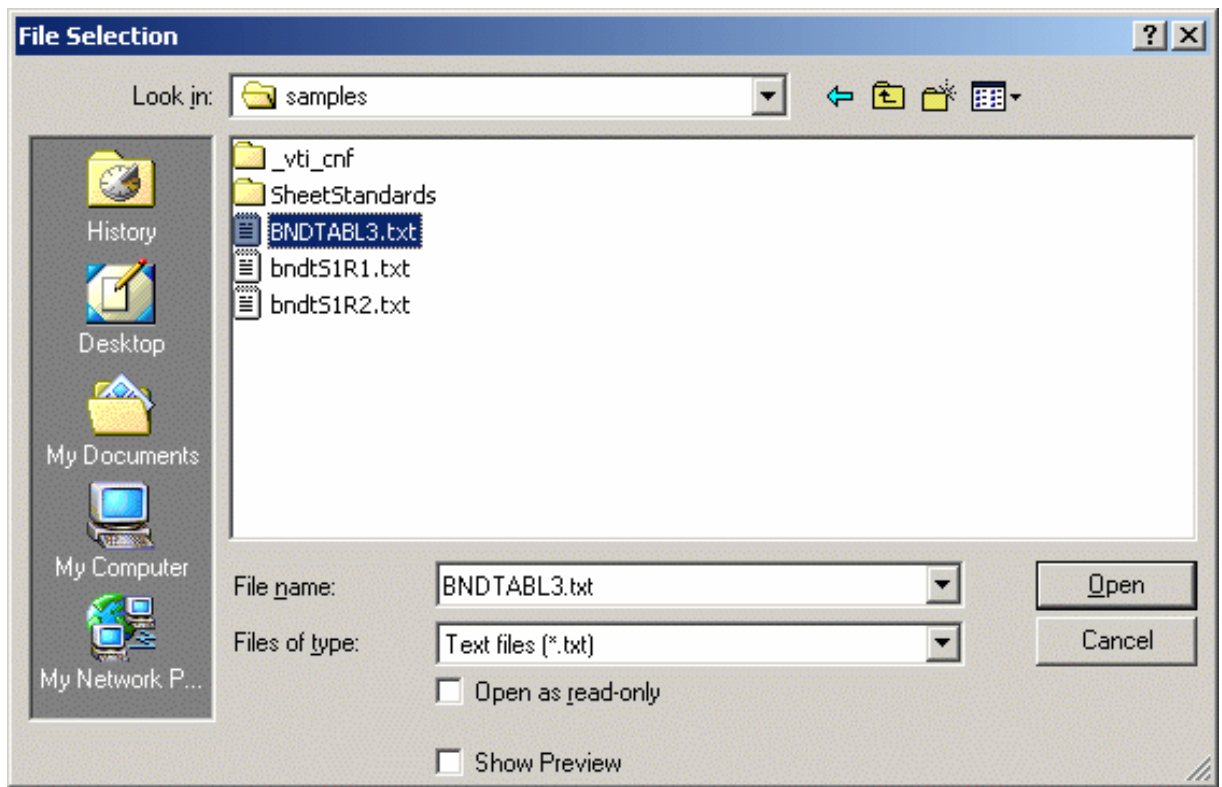 File Selection
Look in: samples
_vti_cnf
SheetStandards
BNDTABL3.txt
bndtS1R1.txt
bndtS1R2.txt
History
Desktop
My Documents
My Computer
My Network P...
File name: BNDTABL3.txt Open
Files of type: Text files (*.txt) Cancel
Open as read-only
Show Preview